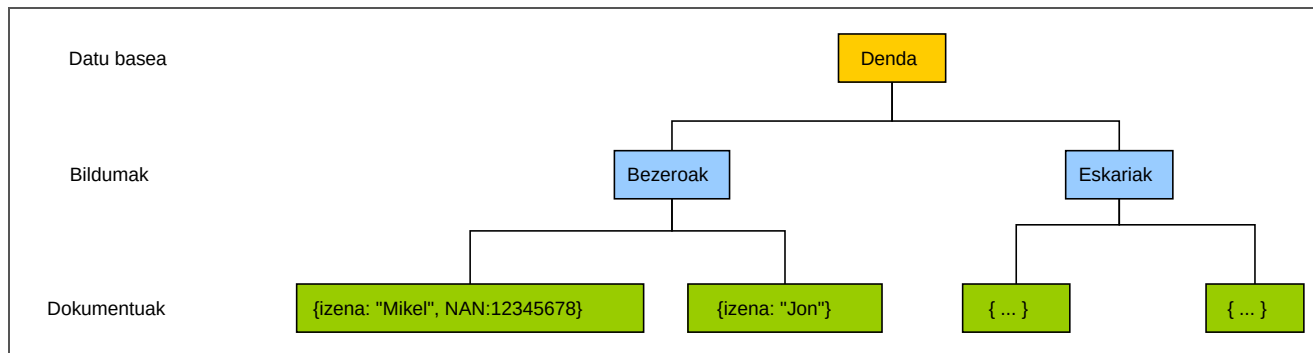 Datu basea
Denda
Bildumak
Bezeroak
Eskariak
Dokumentuak
{izena: "Mikel", NAN:12345678}
{izena: "Jon"}
{ ... }
{ ... }